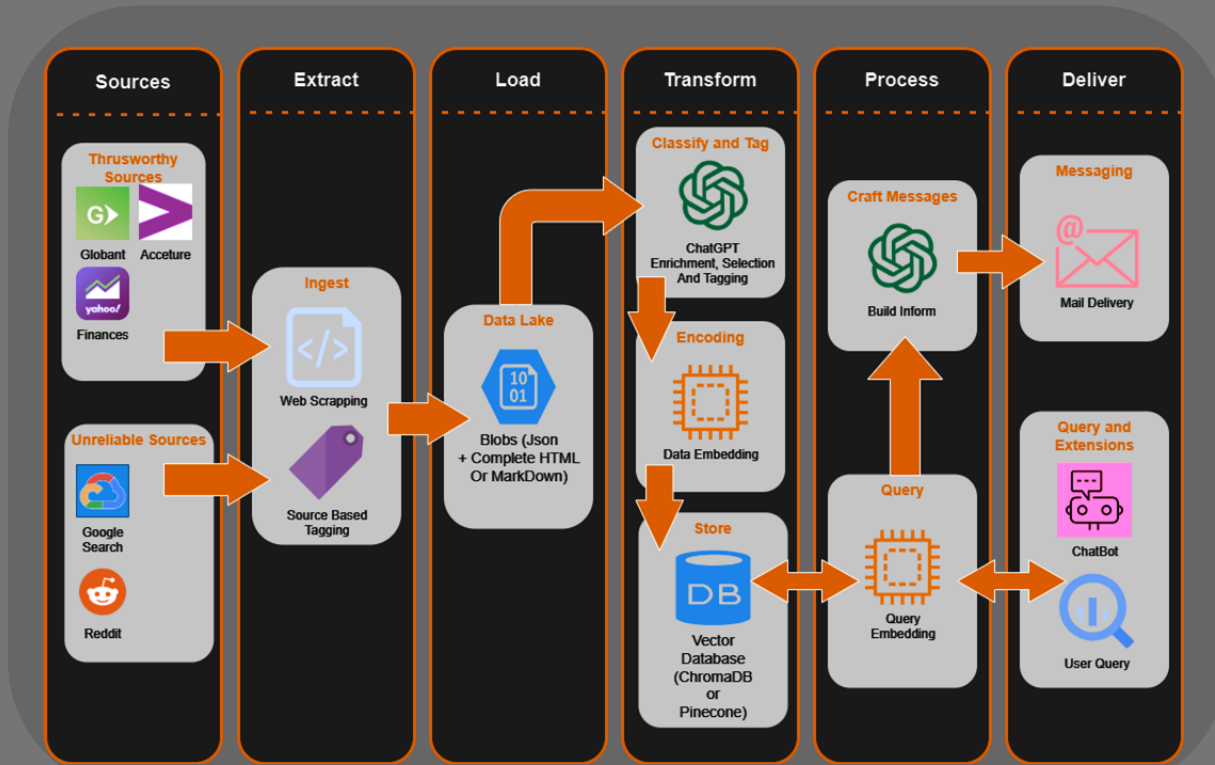 Sources
Thrusworthy
Sources
G
Globant
Acceture
yahoo!
Finances
Unreliable Sources
Google
Search
Reddit
Extract
Ingest
</>
Web Scrapping
Source Based
Tagging
Load
Data Lake
10
01
Blobs (Json
+ Complete HTML
Or MarkDown)
Transform
Classify and Tag
ChatGPT
Enrichment, Selection
And Tagging
Encoding
Data Embedding
Store
DB
Vector
Database
(ChromaDB
or
Pinecone)
Process
Craft Messages
Build Inform
Query
Query
Embedding
Deliver
Messaging
@
Mail Delivery
Query and
Extensions
ChatBot
User Query